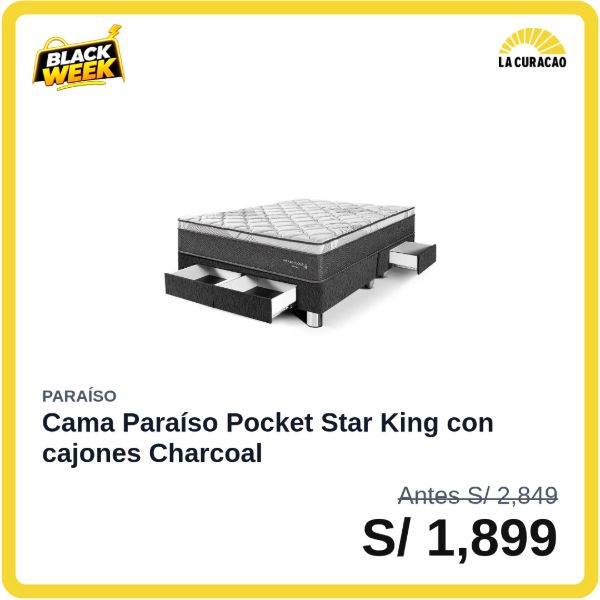 BLACK
WEEK
LA CURACAO
PARAÍSO
Cama Paraíso Pocket Star King con
cajones Charcoal
Antes S/ 2,849
S/ 1,899